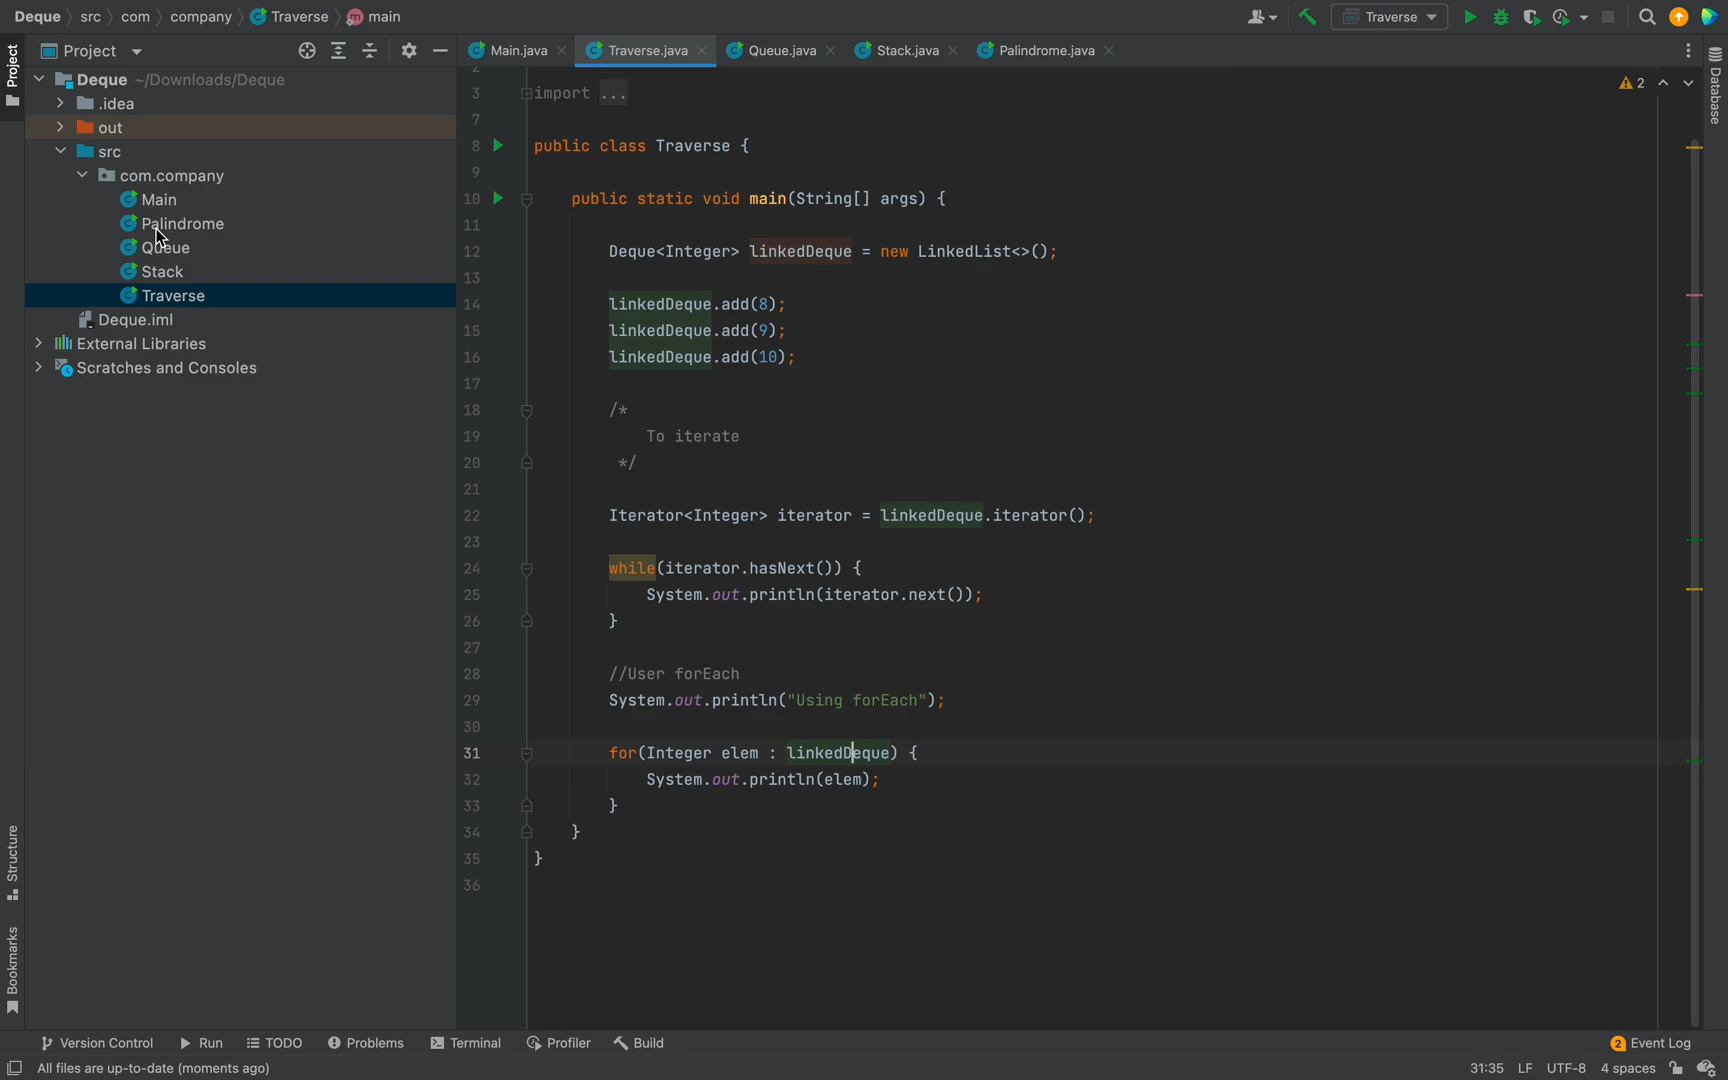 Deque src com company Traverse main
Traverse
Project
Main.java Traverse.java Queue.java Stack.java Palindrome.java
Project
Deque ~/Downloads/Deque
.idea
out
src
com.company
Main
Palindrome
Queue
Stack
Traverse
Deque.iml
External Libraries
Scratches and Consoles
Structure
Bookmarks
2
2
3 import ...
7
8 public class Traverse {
9
10 public static void main(String[] args) {
11
12 Deque<Integer> linkedDeque = new LinkedList<>();
13
14 linkedDeque.add(8);
15 linkedDeque.add(9);
16 linkedDeque.add(10);
17
18 /*
19 To iterate
20 */
21
22 Iterator<Integer> iterator = linkedDeque.iterator();
23
24 while(iterator.hasNext()) {
25 System.out.println(iterator.next());
26 }
27
28 //User forEach
29 System.out.println("Using forEach");
30
31 for(Integer elem : linkedDeque) {
32 System.out.println(elem);
33 }
34 }
35 }
36
Database
Version Control Run TODO Problems Terminal Profiler Build 2 Event Log
All files are up-to-date (moments ago) 31:35 LF UTF-8 4 spaces